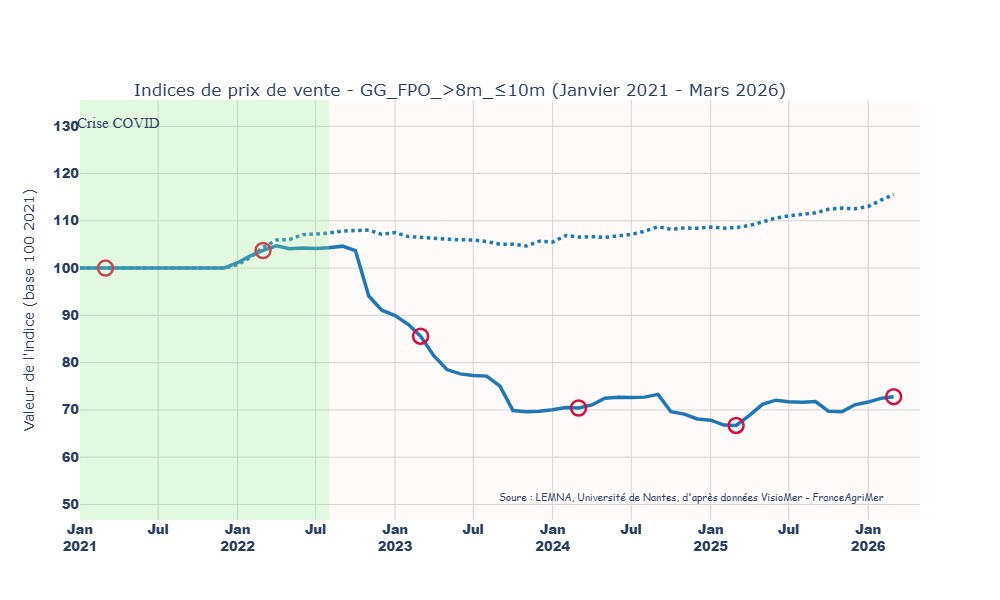 Indices de prix de vente - GG_FPO_>8m_≤10m (Janvier 2021 - Mars 2026)
Crise COVID
130
120
110
100
90
80
70
60
50
Valeur de l'indice (base 100 2021)
Soure : LEMNA, Université de Nantes, d'après données VisioMer - FranceAgriMer
Jan Jul Jan Jul Jan Jul Jan Jul Jan Jul Jan
2021 2022 2023 2024 2025 2026